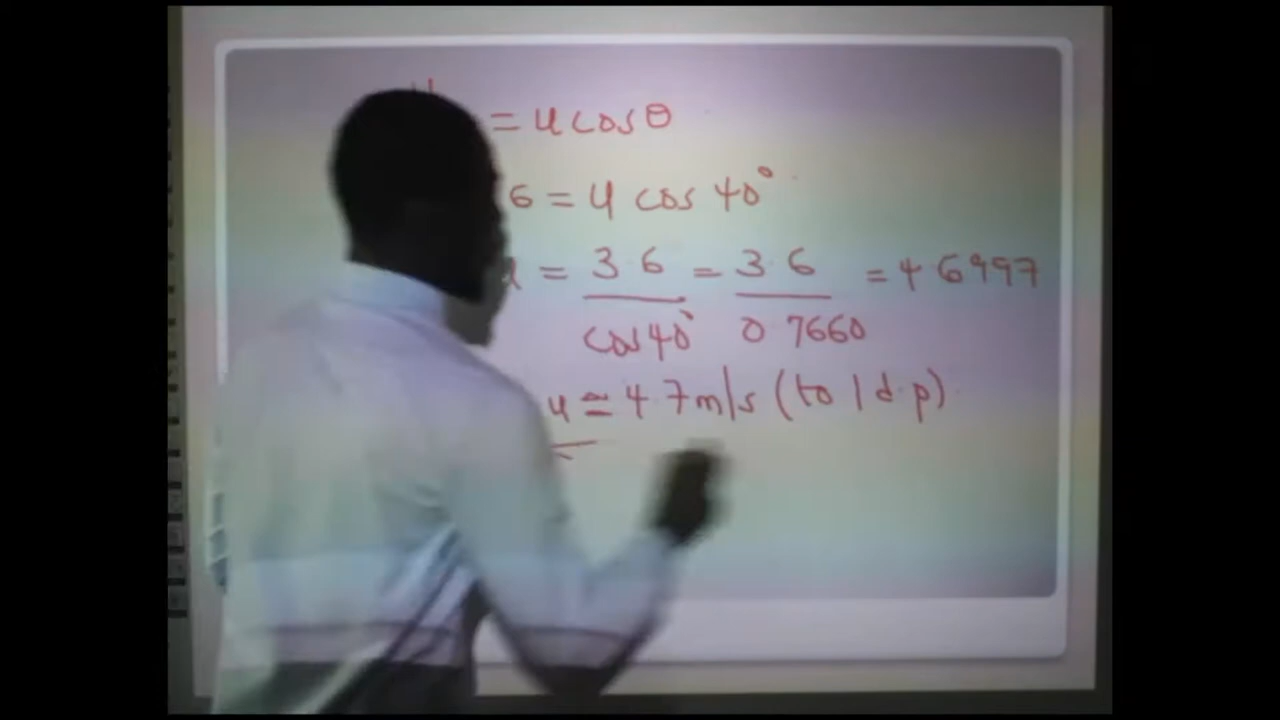 = u cos θ
6 = u cos 40°
= 3.6 / cos 40° = 3.6 / 0.7660 = 4.6997
u ≃ 4.7 m/s (to 1 d.p)